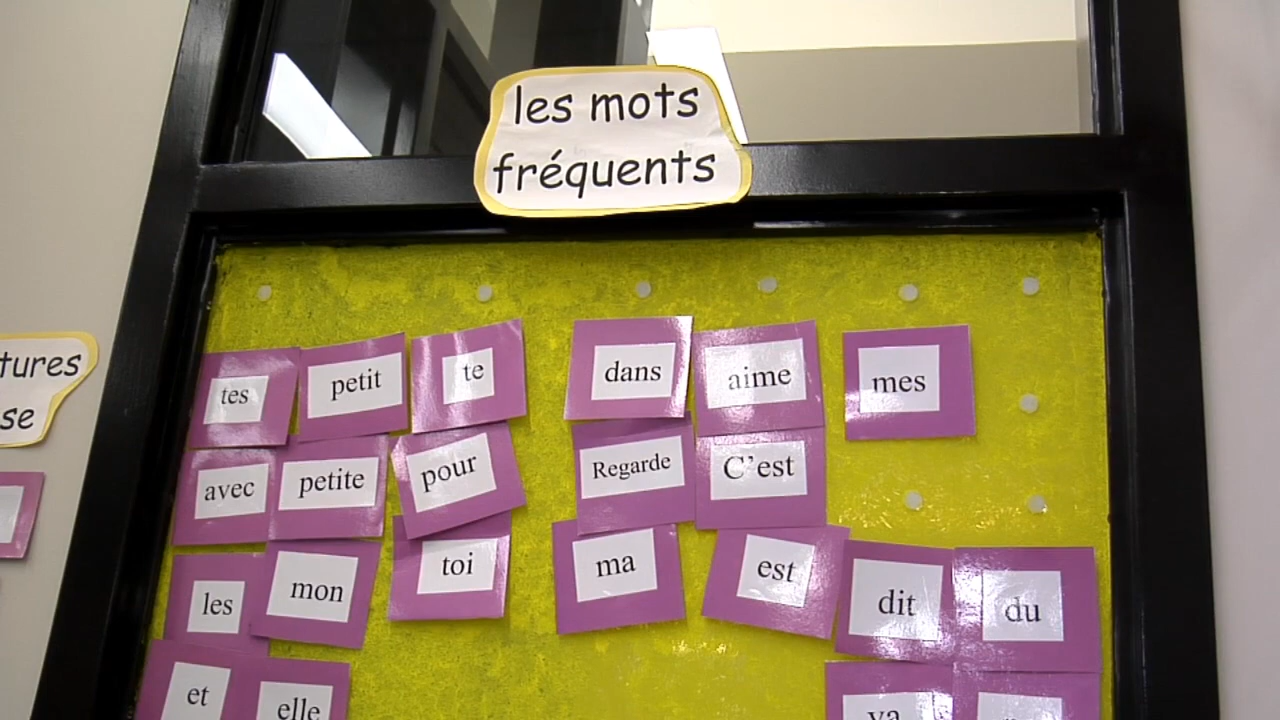 les mots
fréquents
tures
se
tes
petit
te
dans
aime
mes
avec
petite
pour
Regarde
C'est
les
mon
toi
ma
est
dit
du
et
elle
va